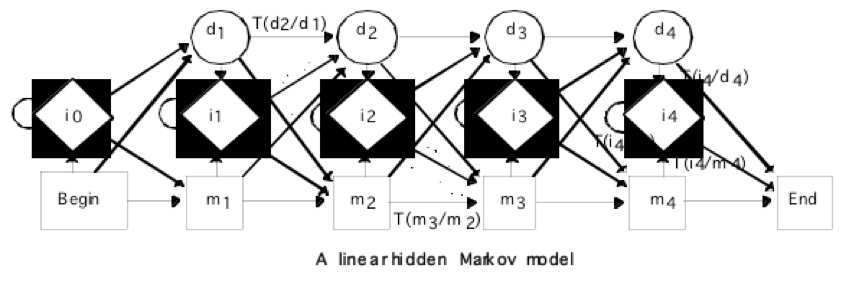 d1 T(d2/d1) d2 d3 d4
T(i4/d4)
i0 i1 i2 i3 i4
T(i4/m4)
Begin m1 m2 m3 m4 End
T(m3/m2)
A linear hidden Markov model